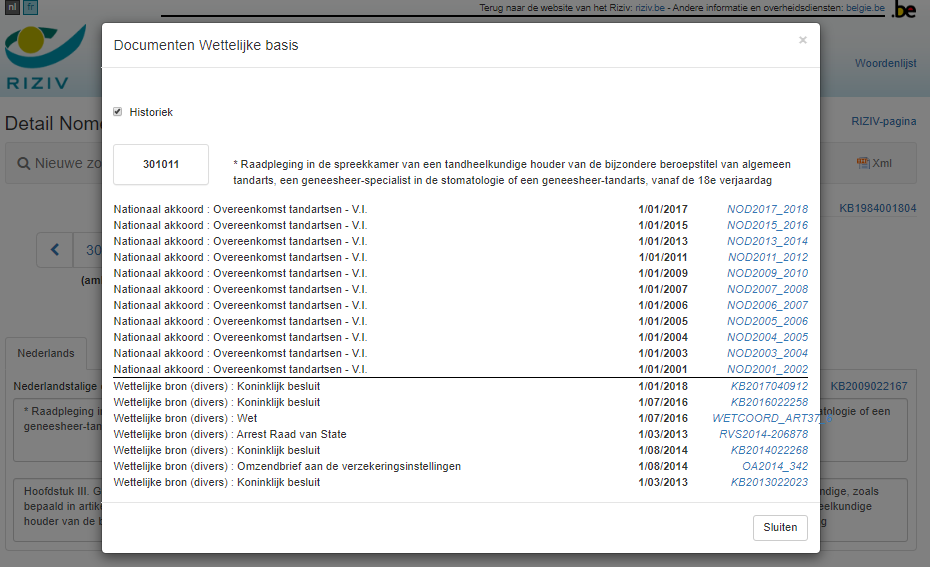 nl fr
Terug naar de website van het Riziv: riziv.be - Andere informatie en overheidsdiensten: belgie.be .be
RIZIV
Woordenlijst
Documenten Wettelijke basis ×
Historiek
Detail Nom
RIZIV-pagina
Nieuwe zo
Xml
301011
* Raadpleging in de spreekkamer van een tandheelkundige houder van de bijzondere beroepstitel van algemeen
tandarts, een geneesheer-specialist in de stomatologie of een geneesheer-tandarts, vanaf de 18e verjaardag
KB1984001804
30
(am
Nationaal akkoord : Overeenkomst tandartsen - V.I. 1/01/2017 NOD2017_2018
Nationaal akkoord : Overeenkomst tandartsen - V.I. 1/01/2015 NOD2015_2016
Nationaal akkoord : Overeenkomst tandartsen - V.I. 1/01/2013 NOD2013_2014
Nationaal akkoord : Overeenkomst tandartsen - V.I. 1/01/2011 NOD2011_2012
Nationaal akkoord : Overeenkomst tandartsen - V.I. 1/01/2009 NOD2009_2010
Nationaal akkoord : Overeenkomst tandartsen - V.I. 1/01/2007 NOD2007_2008
Nationaal akkoord : Overeenkomst tandartsen - V.I. 1/01/2006 NOD2006_2007
Nationaal akkoord : Overeenkomst tandartsen - V.I. 1/01/2005 NOD2005_2006
Nationaal akkoord : Overeenkomst tandartsen - V.I. 1/01/2004 NOD2004_2005
Nationaal akkoord : Overeenkomst tandartsen - V.I. 1/01/2003 NOD2003_2004
Nationaal akkoord : Overeenkomst tandartsen - V.I. 1/01/2001 NOD2001_2002
Wettelijke bron (divers) : Koninklijk besluit 1/01/2018 KB2017040912
Wettelijke bron (divers) : Koninklijk besluit 1/07/2016 KB2016022258
Wettelijke bron (divers) : Wet 1/07/2016 WETCOORD_ART37
Wettelijke bron (divers) : Arrest Raad van State 1/03/2013 RVS2014-206878
Wettelijke bron (divers) : Koninklijk besluit 1/08/2014 KB2014022268
Wettelijke bron (divers) : Omzendbrief aan de verzekeringsinstellingen 1/08/2014 OA2014_342
Wettelijke bron (divers) : Koninklijk besluit 1/03/2013 KB2013022023
Nederlands
Nederlandstalige
KB2009022167
* Raadpleging i
atologie of een
geneesheer-tan
Hoofdstuk III. G
ndige, zoals
bepaald in artike
eelkundige
houder van de b
g
Sluiten